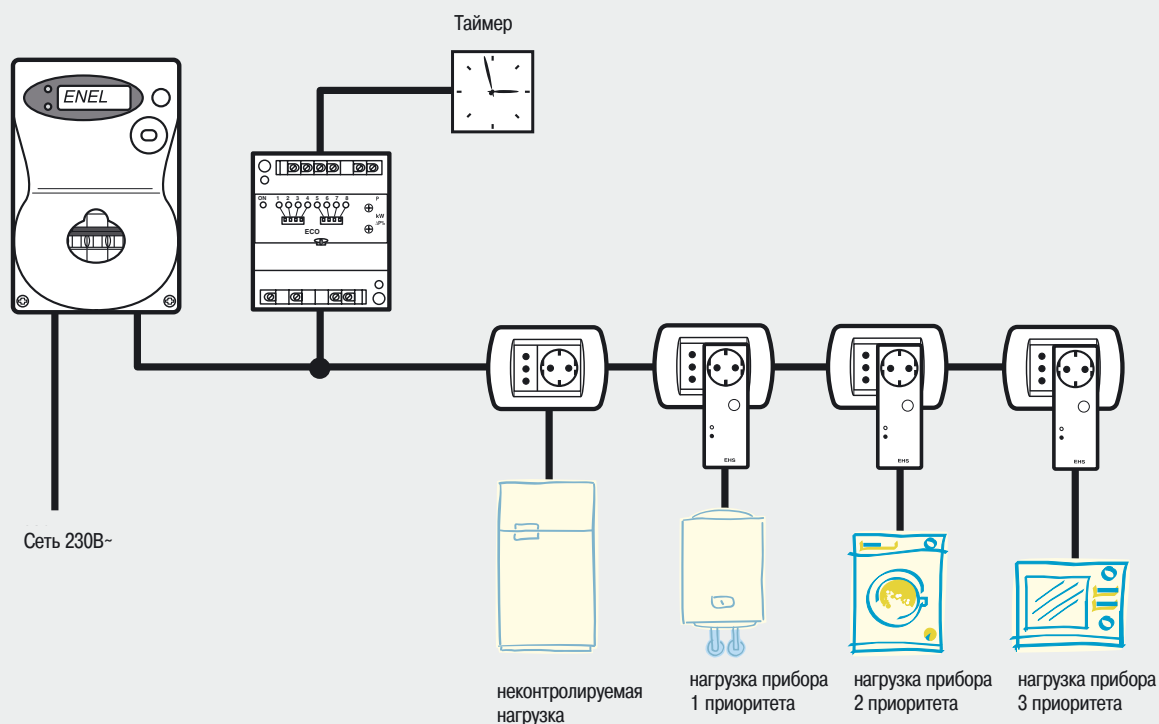 Таймер
ENEL
ON 1 2 3 4 5 6 7 8 P
kW
ECO
EHS
EHS
EHS
Сеть 230В~
неконтролируемая
нагрузка
нагрузка прибора
1 приоритета
нагрузка прибора
2 приоритета
нагрузка прибора
3 приоритета